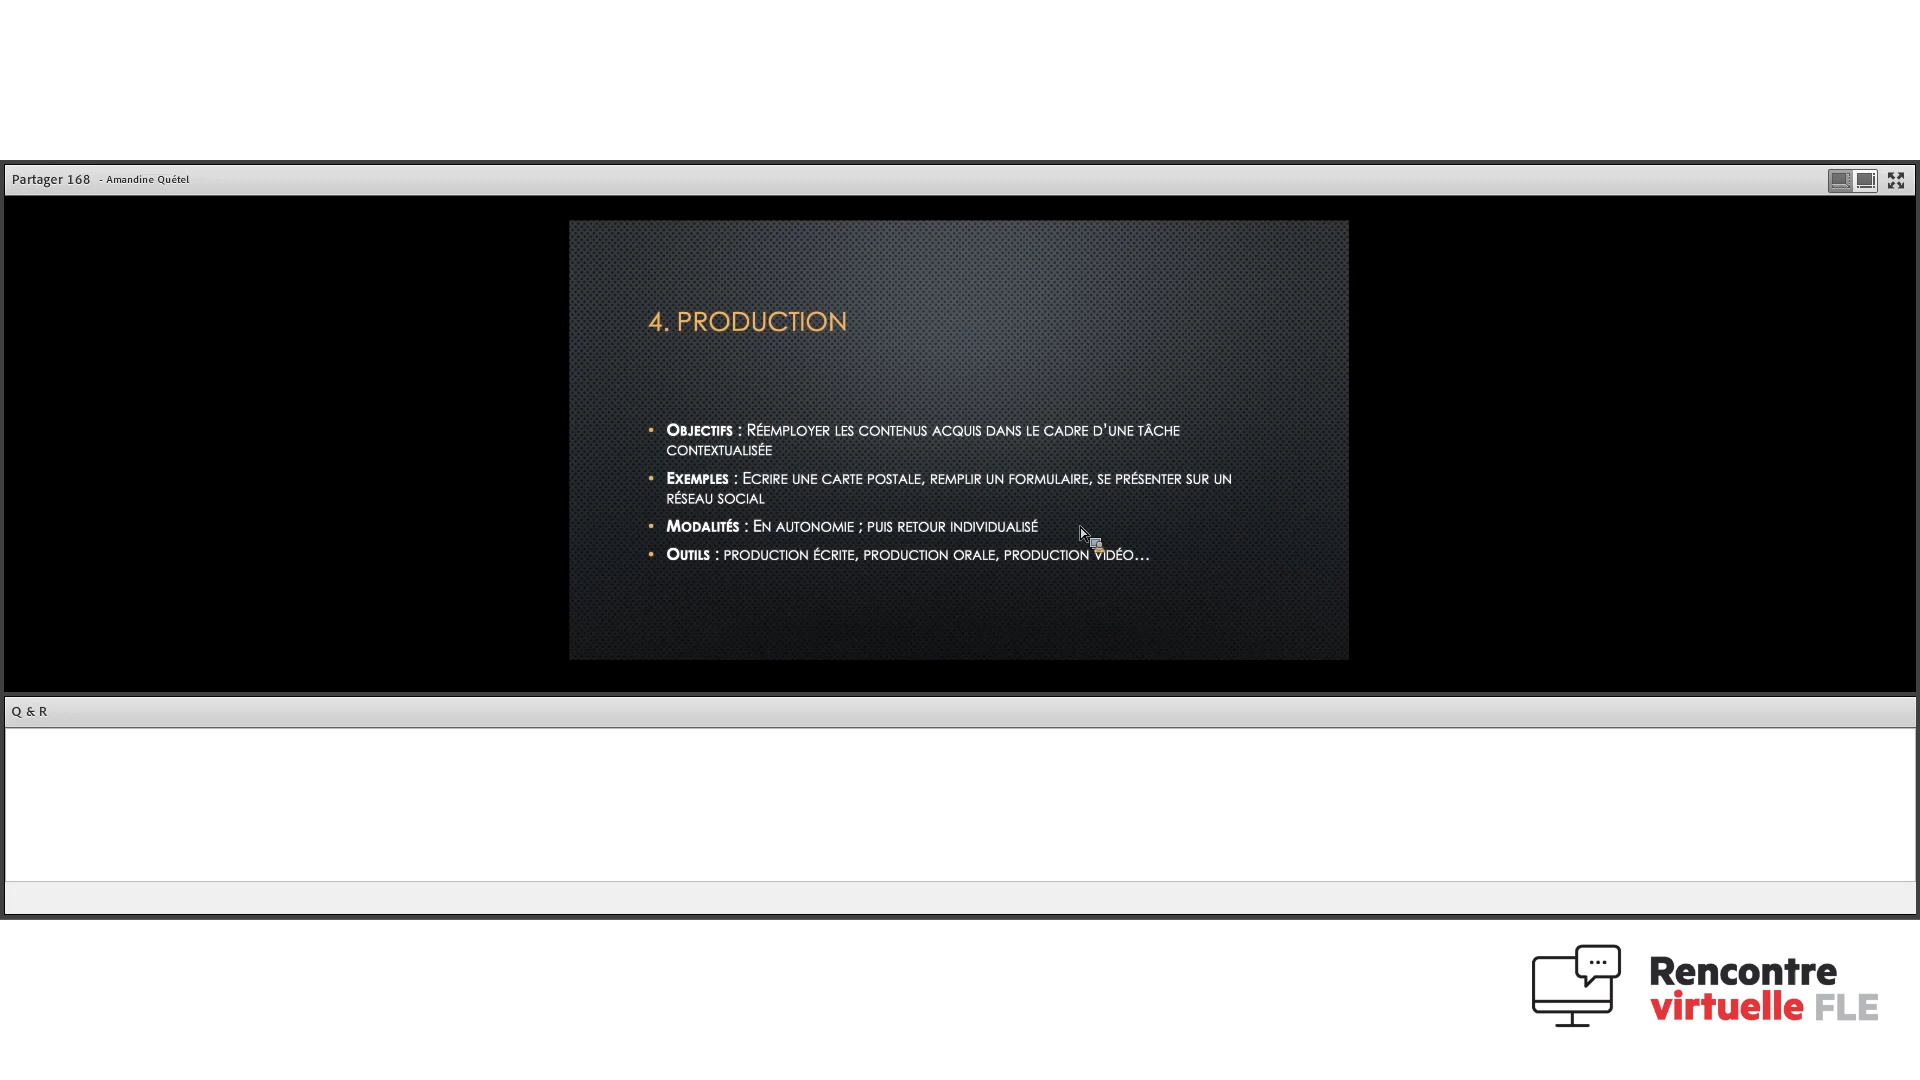 Partager 168 - Amandine Quétel
4. PRODUCTION
• OBJECTIFS : RÉEMPLOYER LES CONTENUS ACQUIS DANS LE CADRE D'UNE TÂCHE
CONTEXTUALISÉE
• EXEMPLES : ECRIRE UNE CARTE POSTALE, REMPLIR UN FORMULAIRE, SE PRÉSENTER SUR UN
RÉSEAU SOCIAL
• MODALITÉS : EN AUTONOMIE ; PUIS RETOUR INDIVIDUALISÉ
• OUTILS : PRODUCTION ÉCRITE, PRODUCTION ORALE, PRODUCTION VIDÉO...
Q & R
Rencontre
virtuelle FLE